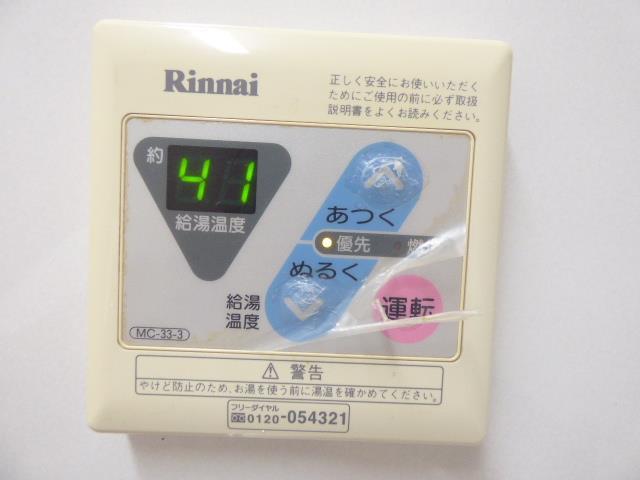 Rinnai
正しく安全にお使いいただく
ためにご使用の前に必ず取扱
説明書をよくお読みください。
約
41
給湯温度
あつく
優先 燃
ぬるく
給湯
温度
運転
MC-33-3
⚠ 警告
やけど防止のため、お湯を使う前に湯温を確かめてください。
フリーダイヤル
0120-054321